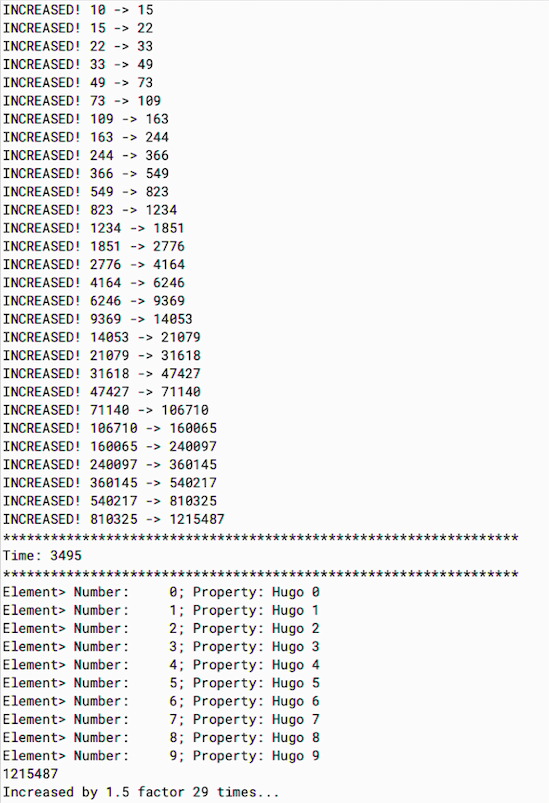 INCREASED! 10 -> 15
INCREASED! 15 -> 22
INCREASED! 22 -> 33
INCREASED! 33 -> 49
INCREASED! 49 -> 73
INCREASED! 73 -> 109
INCREASED! 109 -> 163
INCREASED! 163 -> 244
INCREASED! 244 -> 366
INCREASED! 366 -> 549
INCREASED! 549 -> 823
INCREASED! 823 -> 1234
INCREASED! 1234 -> 1851
INCREASED! 1851 -> 2776
INCREASED! 2776 -> 4164
INCREASED! 4164 -> 6246
INCREASED! 6246 -> 9369
INCREASED! 9369 -> 14053
INCREASED! 14053 -> 21079
INCREASED! 21079 -> 31618
INCREASED! 31618 -> 47427
INCREASED! 47427 -> 71140
INCREASED! 71140 -> 106710
INCREASED! 106710 -> 160065
INCREASED! 160065 -> 240097
INCREASED! 240097 -> 360145
INCREASED! 360145 -> 540217
INCREASED! 540217 -> 810325
INCREASED! 810325 -> 1215487
*****************************************************************
Time: 3495
*****************************************************************
Element> Number:     0; Property: Hugo 0
Element> Number:     1; Property: Hugo 1
Element> Number:     2; Property: Hugo 2
Element> Number:     3; Property: Hugo 3
Element> Number:     4; Property: Hugo 4
Element> Number:     5; Property: Hugo 5
Element> Number:     6; Property: Hugo 6
Element> Number:     7; Property: Hugo 7
Element> Number:     8; Property: Hugo 8
Element> Number:     9; Property: Hugo 9
1215487
Increased by 1.5 factor 29 times...